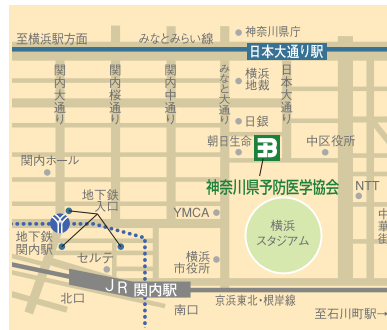 神奈川県庁
至横浜駅方面
みなとみらい線
日本大通り駅
関内大通り
関内桜通り
関内中通り
みなと大通り
日本大通り
横浜
地裁
日銀
朝日生命
中区役所
関内ホール
神奈川県予防医学協会
地下鉄
入口
NTT
YMCA
中華街
横浜
スタジアム
地下鉄
関内駅
セルテ
横浜
市役所
JR 関内駅
北口
京浜東北・根岸線
南口
至石川町駅→